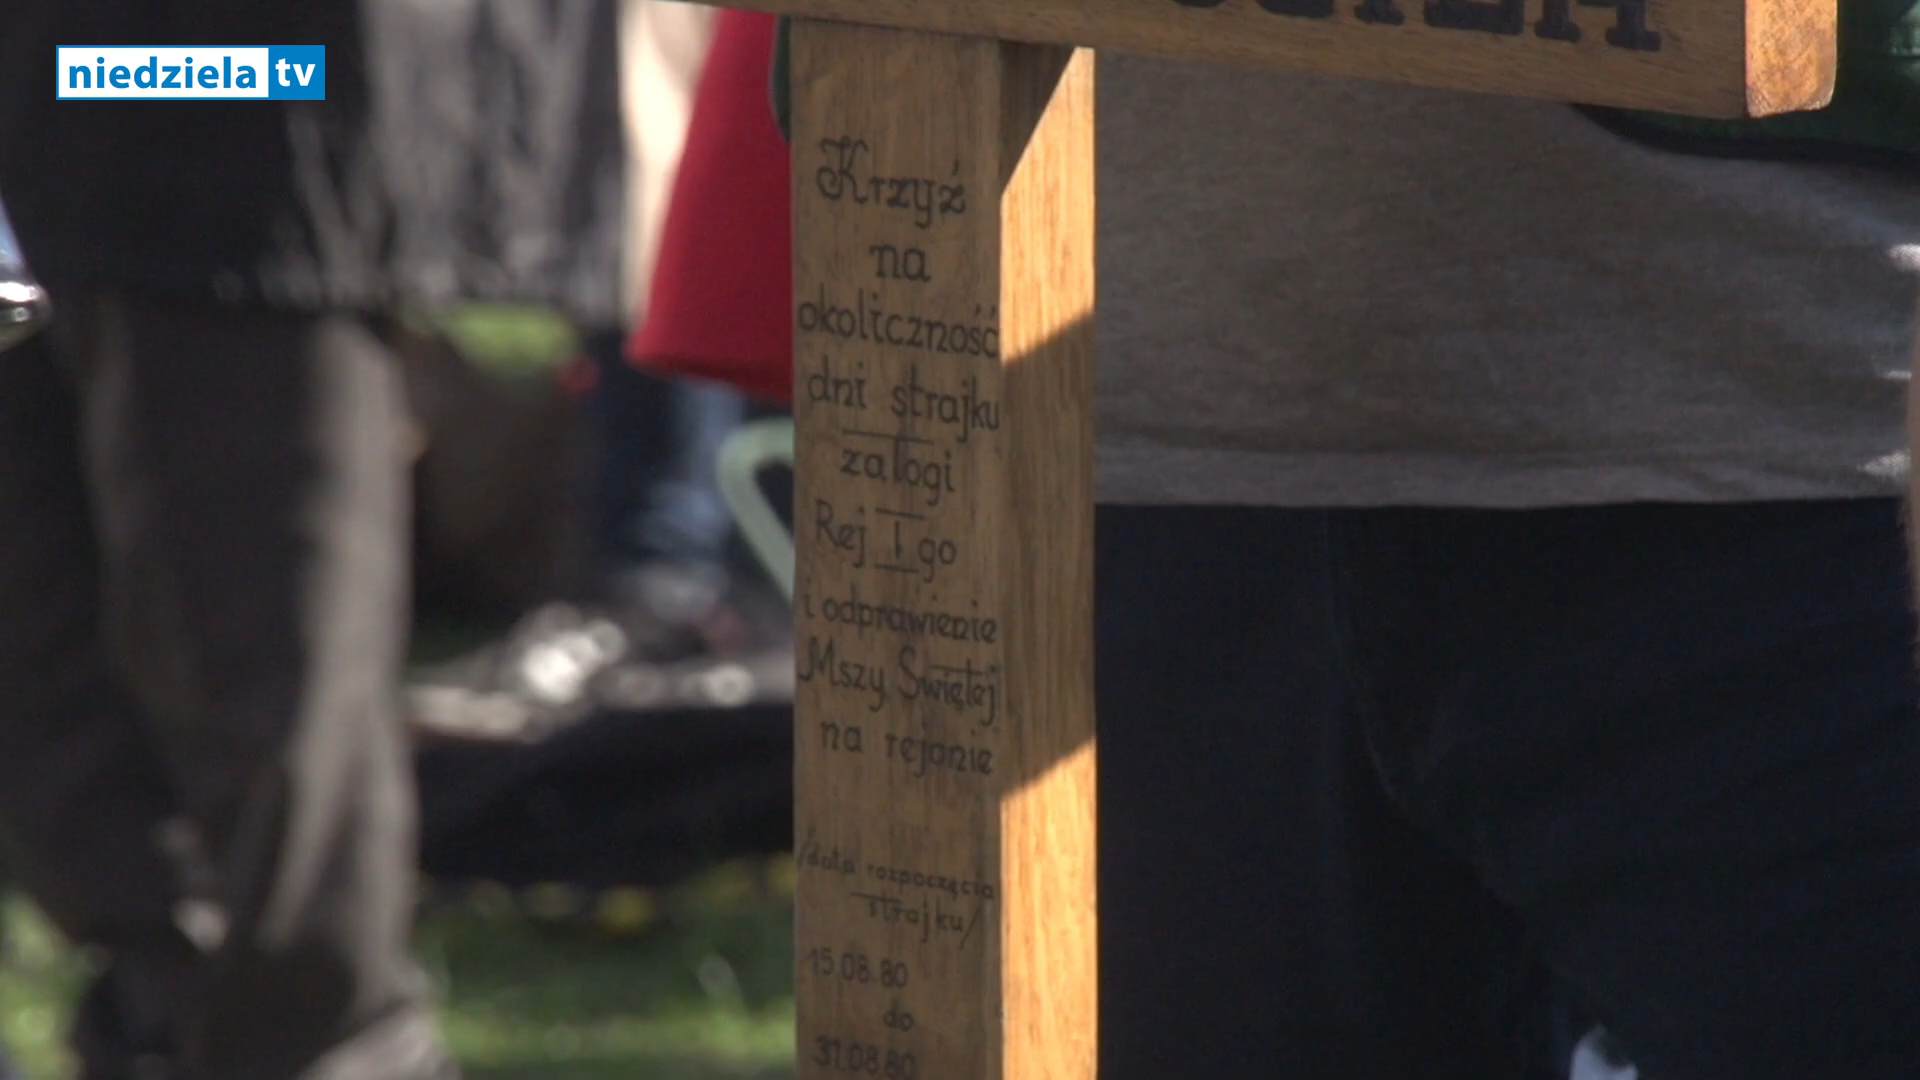 niedziela tv
Krzyż
na
okoliczność
dni strajku
załogi
Rej I go
i odprawienie
Mszy Świętej
na rejonie
/data rozpoczęcia
strajku/
15.08.80
do
31.08.80